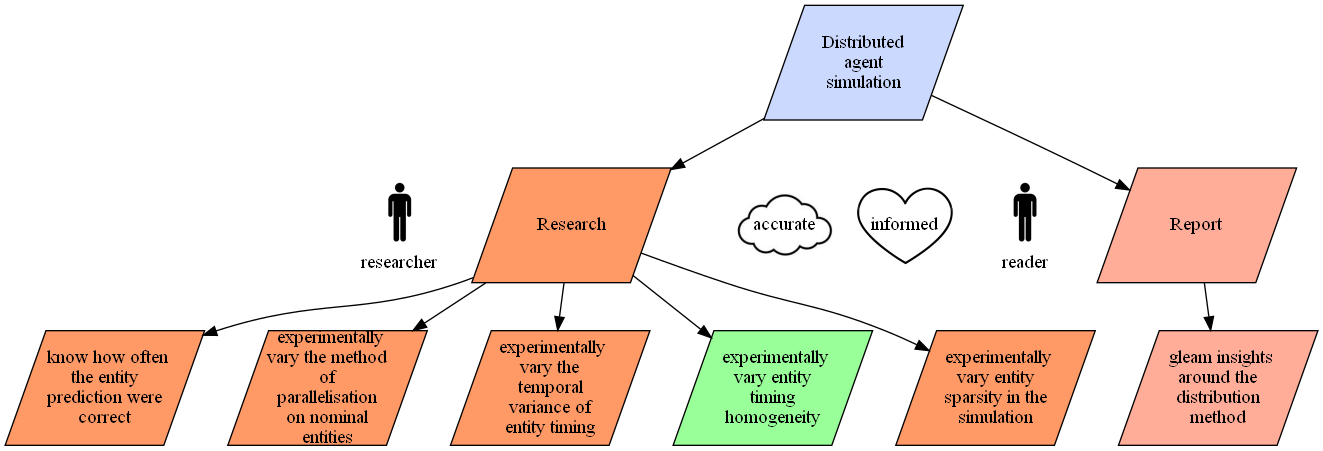 Distributed
agent
simulation
Research
accurate
informed
Report
researcher
reader
know how often
the entity
prediction were
correct
experimentally
vary the method
of
parallelisation
on nominal
entities
experimentally
vary the
temporal
variance of
entity timing
experimentally
vary entity
timing
homogeneity
experimentally
vary entity
sparsity in the
simulation
gleam insights
around the
distribution
method